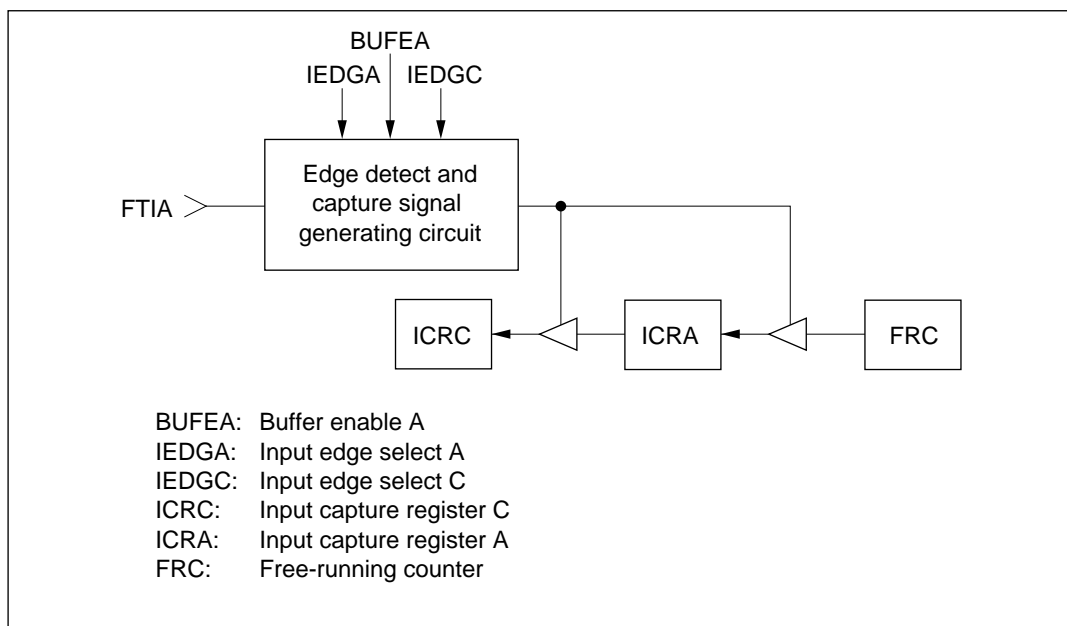 BUFEA
IEDGA IEDGC
FTIA
Edge detect and
capture signal
generating circuit
ICRC ICRA FRC
BUFEA: Buffer enable A
IEDGA: Input edge select A
IEDGC: Input edge select C
ICRC: Input capture register C
ICRA: Input capture register A
FRC: Free-running counter